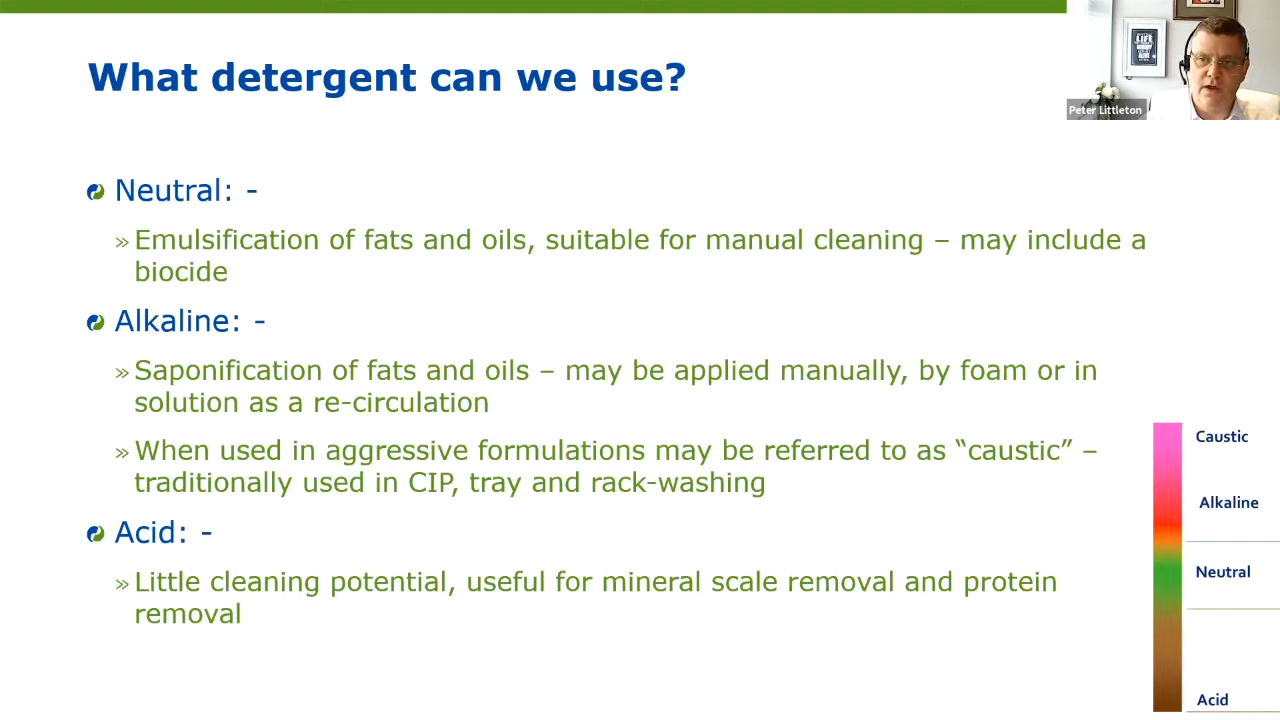 What detergent can we use?
LIFE
Peter Littleton
Neutral: -
» Emulsification of fats and oils, suitable for manual cleaning – may include a
biocide
Alkaline: -
» Saponification of fats and oils – may be applied manually, by foam or in
solution as a re-circulation
» When used in aggressive formulations may be referred to as “caustic” –
traditionally used in CIP, tray and rack-washing
Acid: -
» Little cleaning potential, useful for mineral scale removal and protein
removal
Caustic
Alkaline
Neutral
Acid